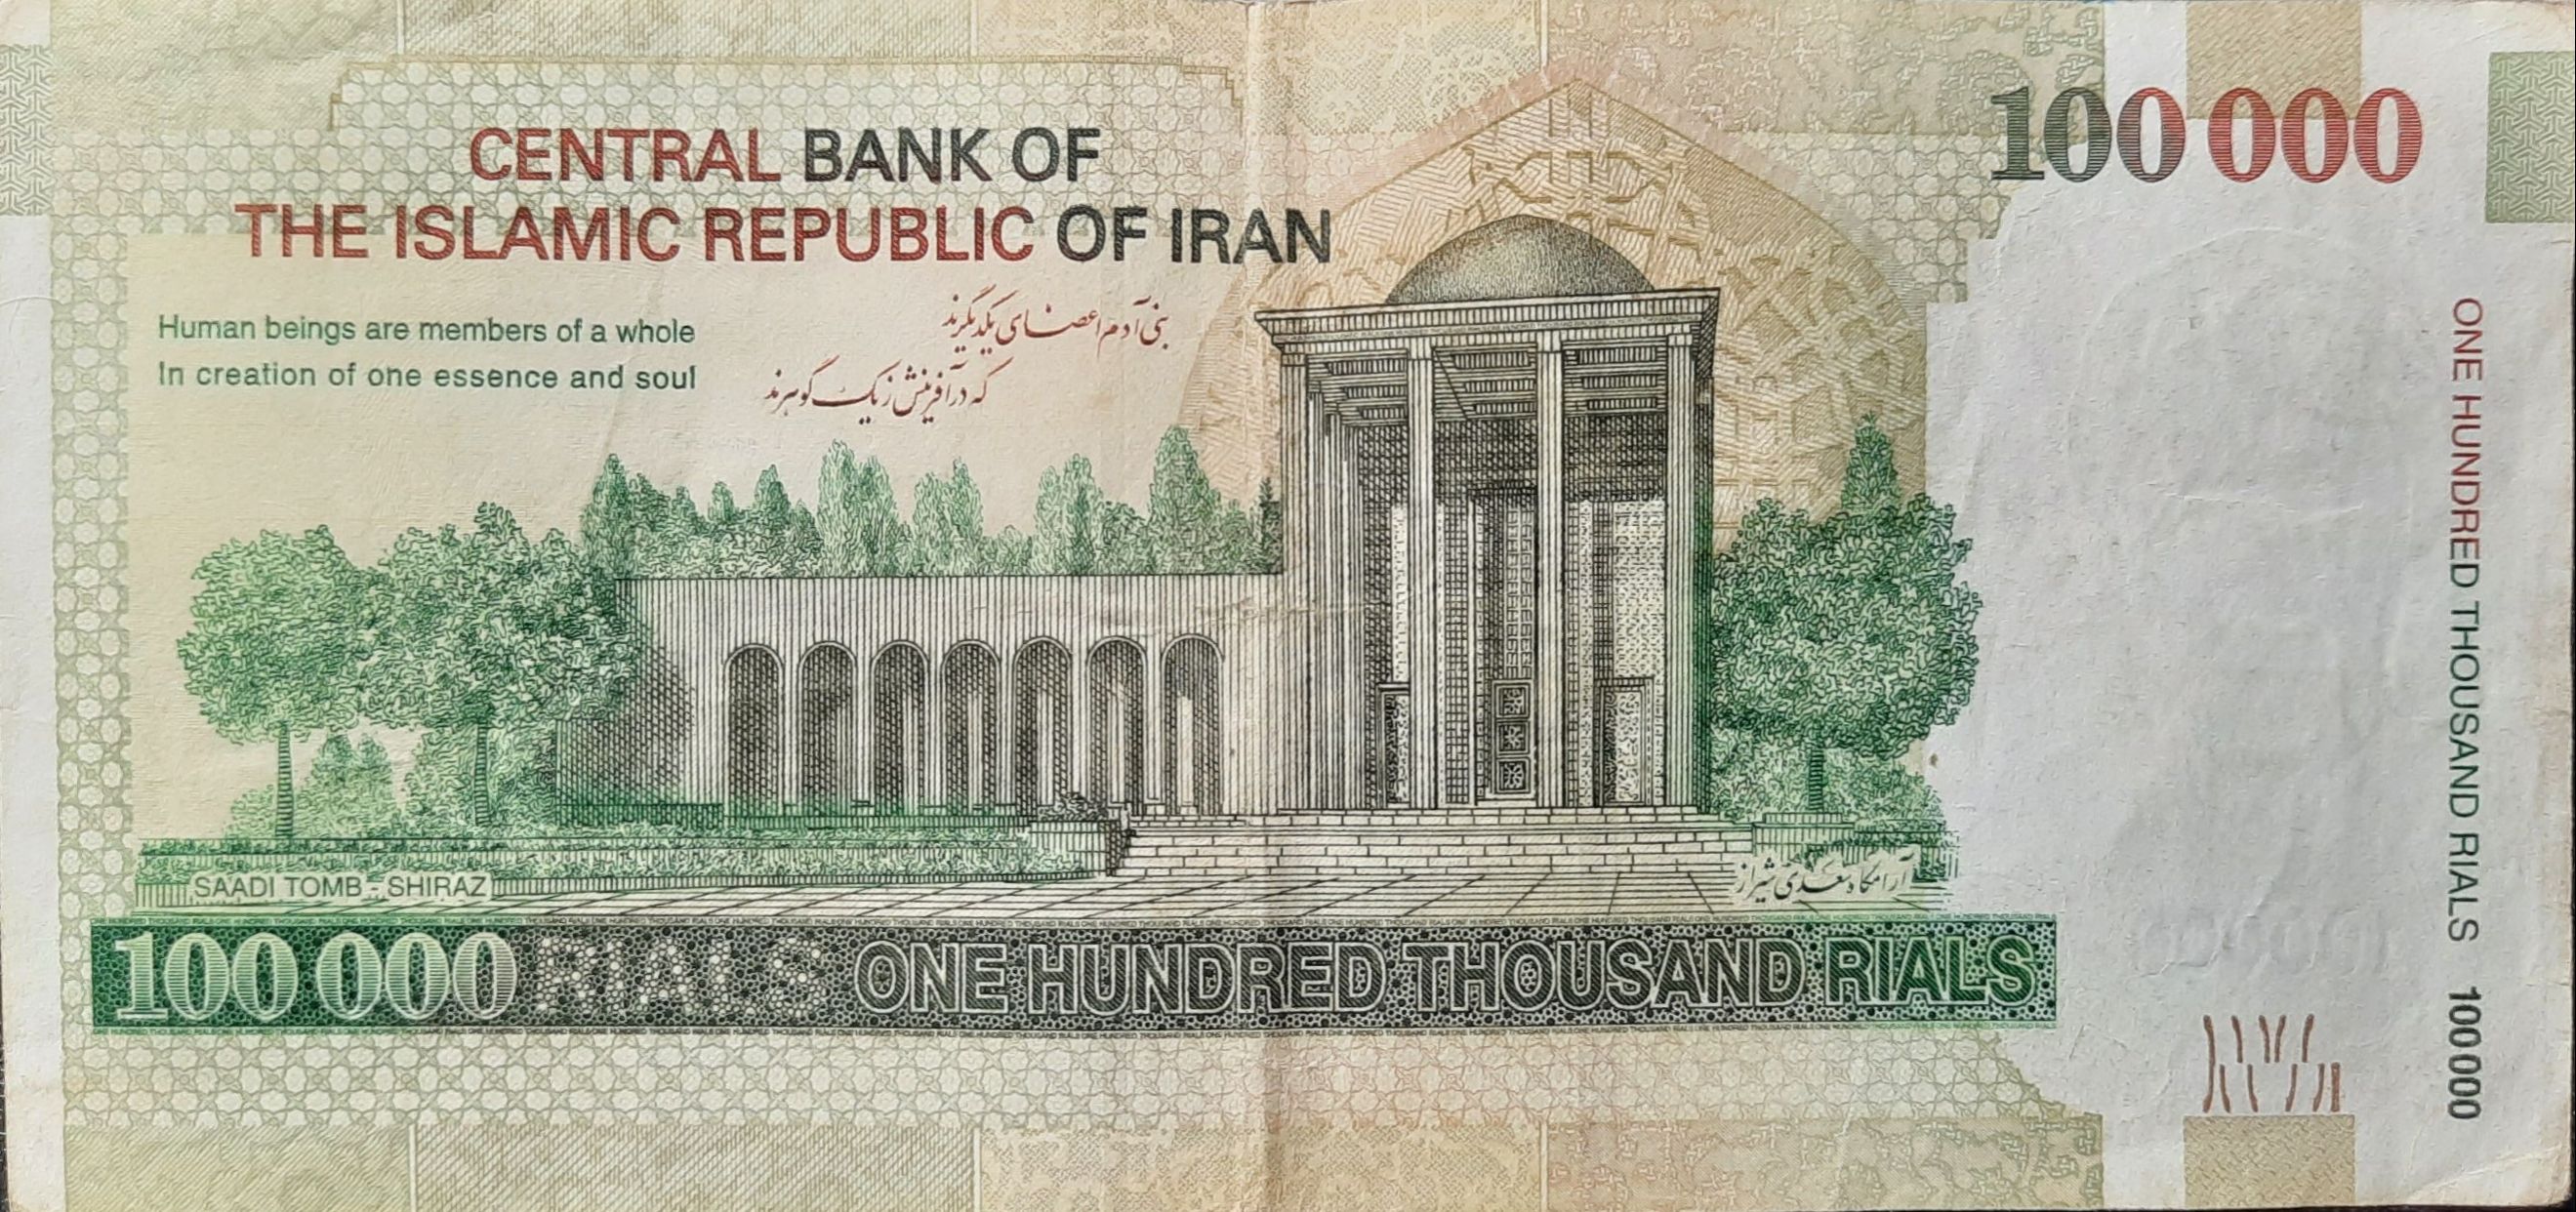 100 000
CENTRAL BANK OF
THE ISLAMIC REPUBLIC OF IRAN
Human beings are members of a whole
In creation of one essence and soul
بنی آدم اعضای یکدیگرند
که در آفرینش ز یک گوهرند
SAADI TOMB - SHIRAZ
آرامگاه سعدی شیراز
100 000 RIALS ONE HUNDRED THOUSAND RIALS
ONE HUNDRED THOUSAND RIALS 100 000